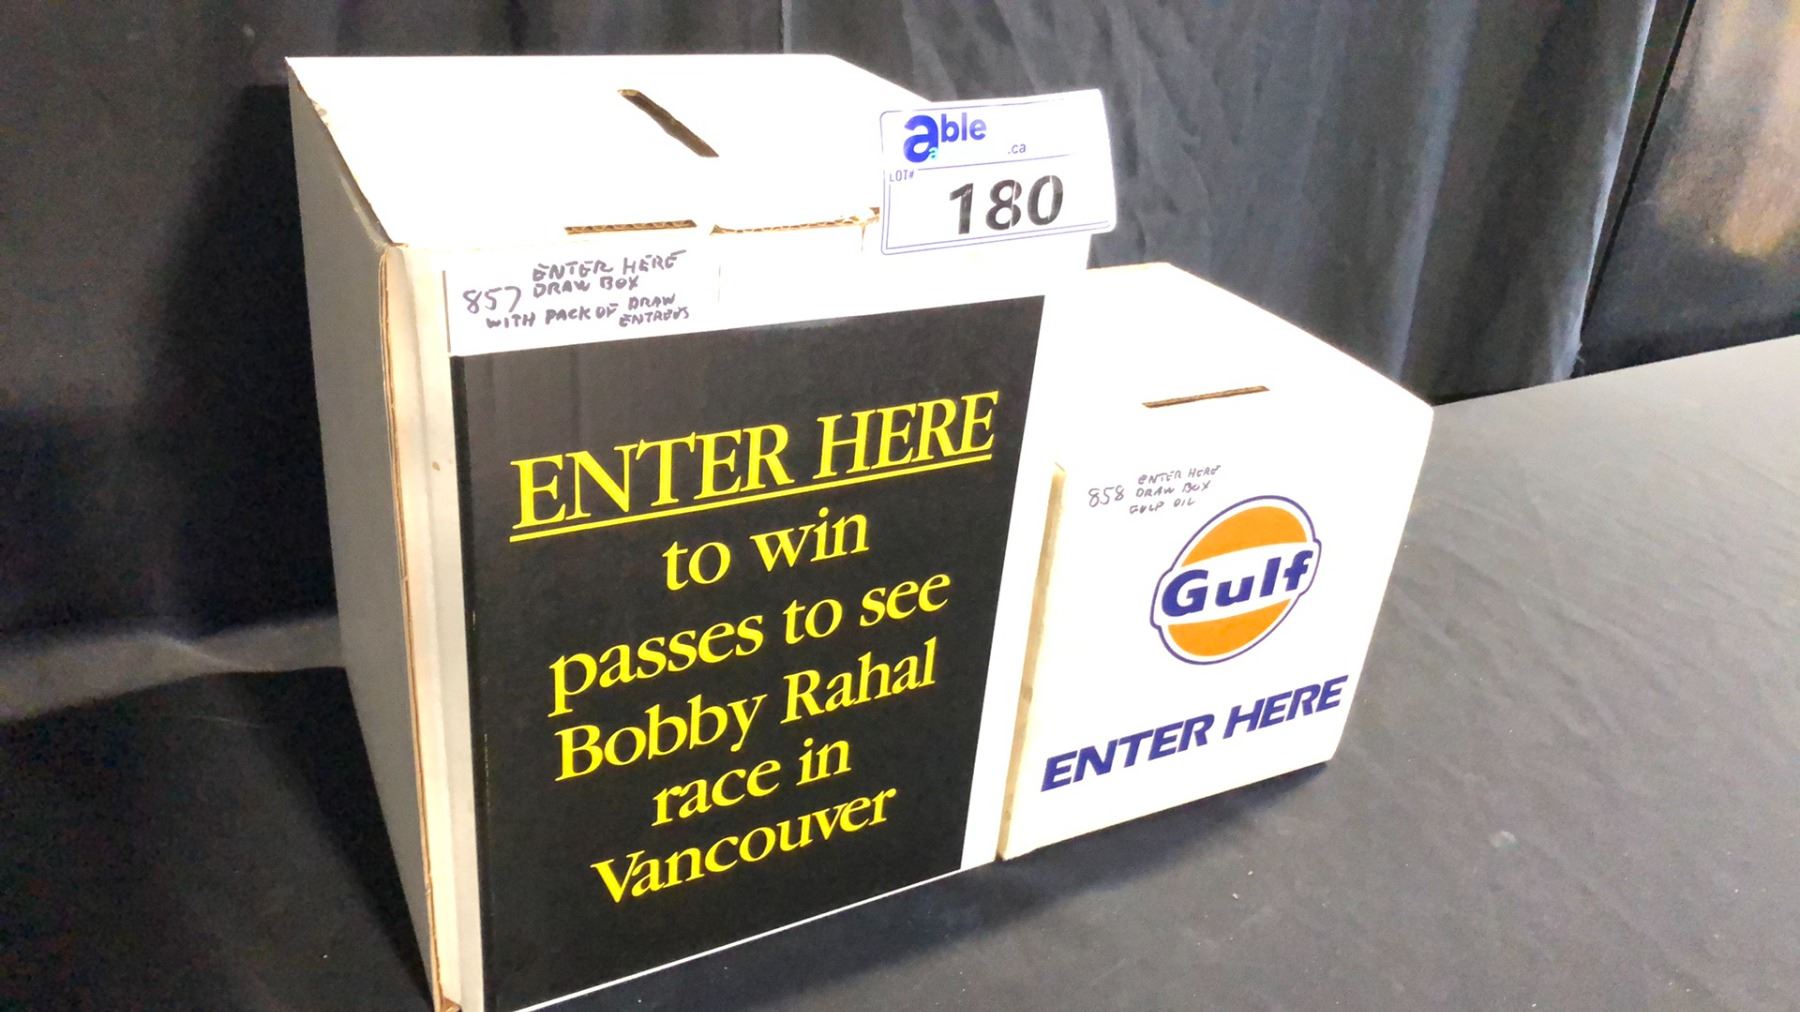 able
.ca
LOT#
180
857 ENTER HERE
DRAW BOX
WITH PACK OF DRAW
ENTREYS
ENTER HERE
to win
passes to see
Bobby Rahal
race in
Vancouver
858 ENTER HERE
DRAW BOX
GULF OIL
Gulf
ENTER HERE